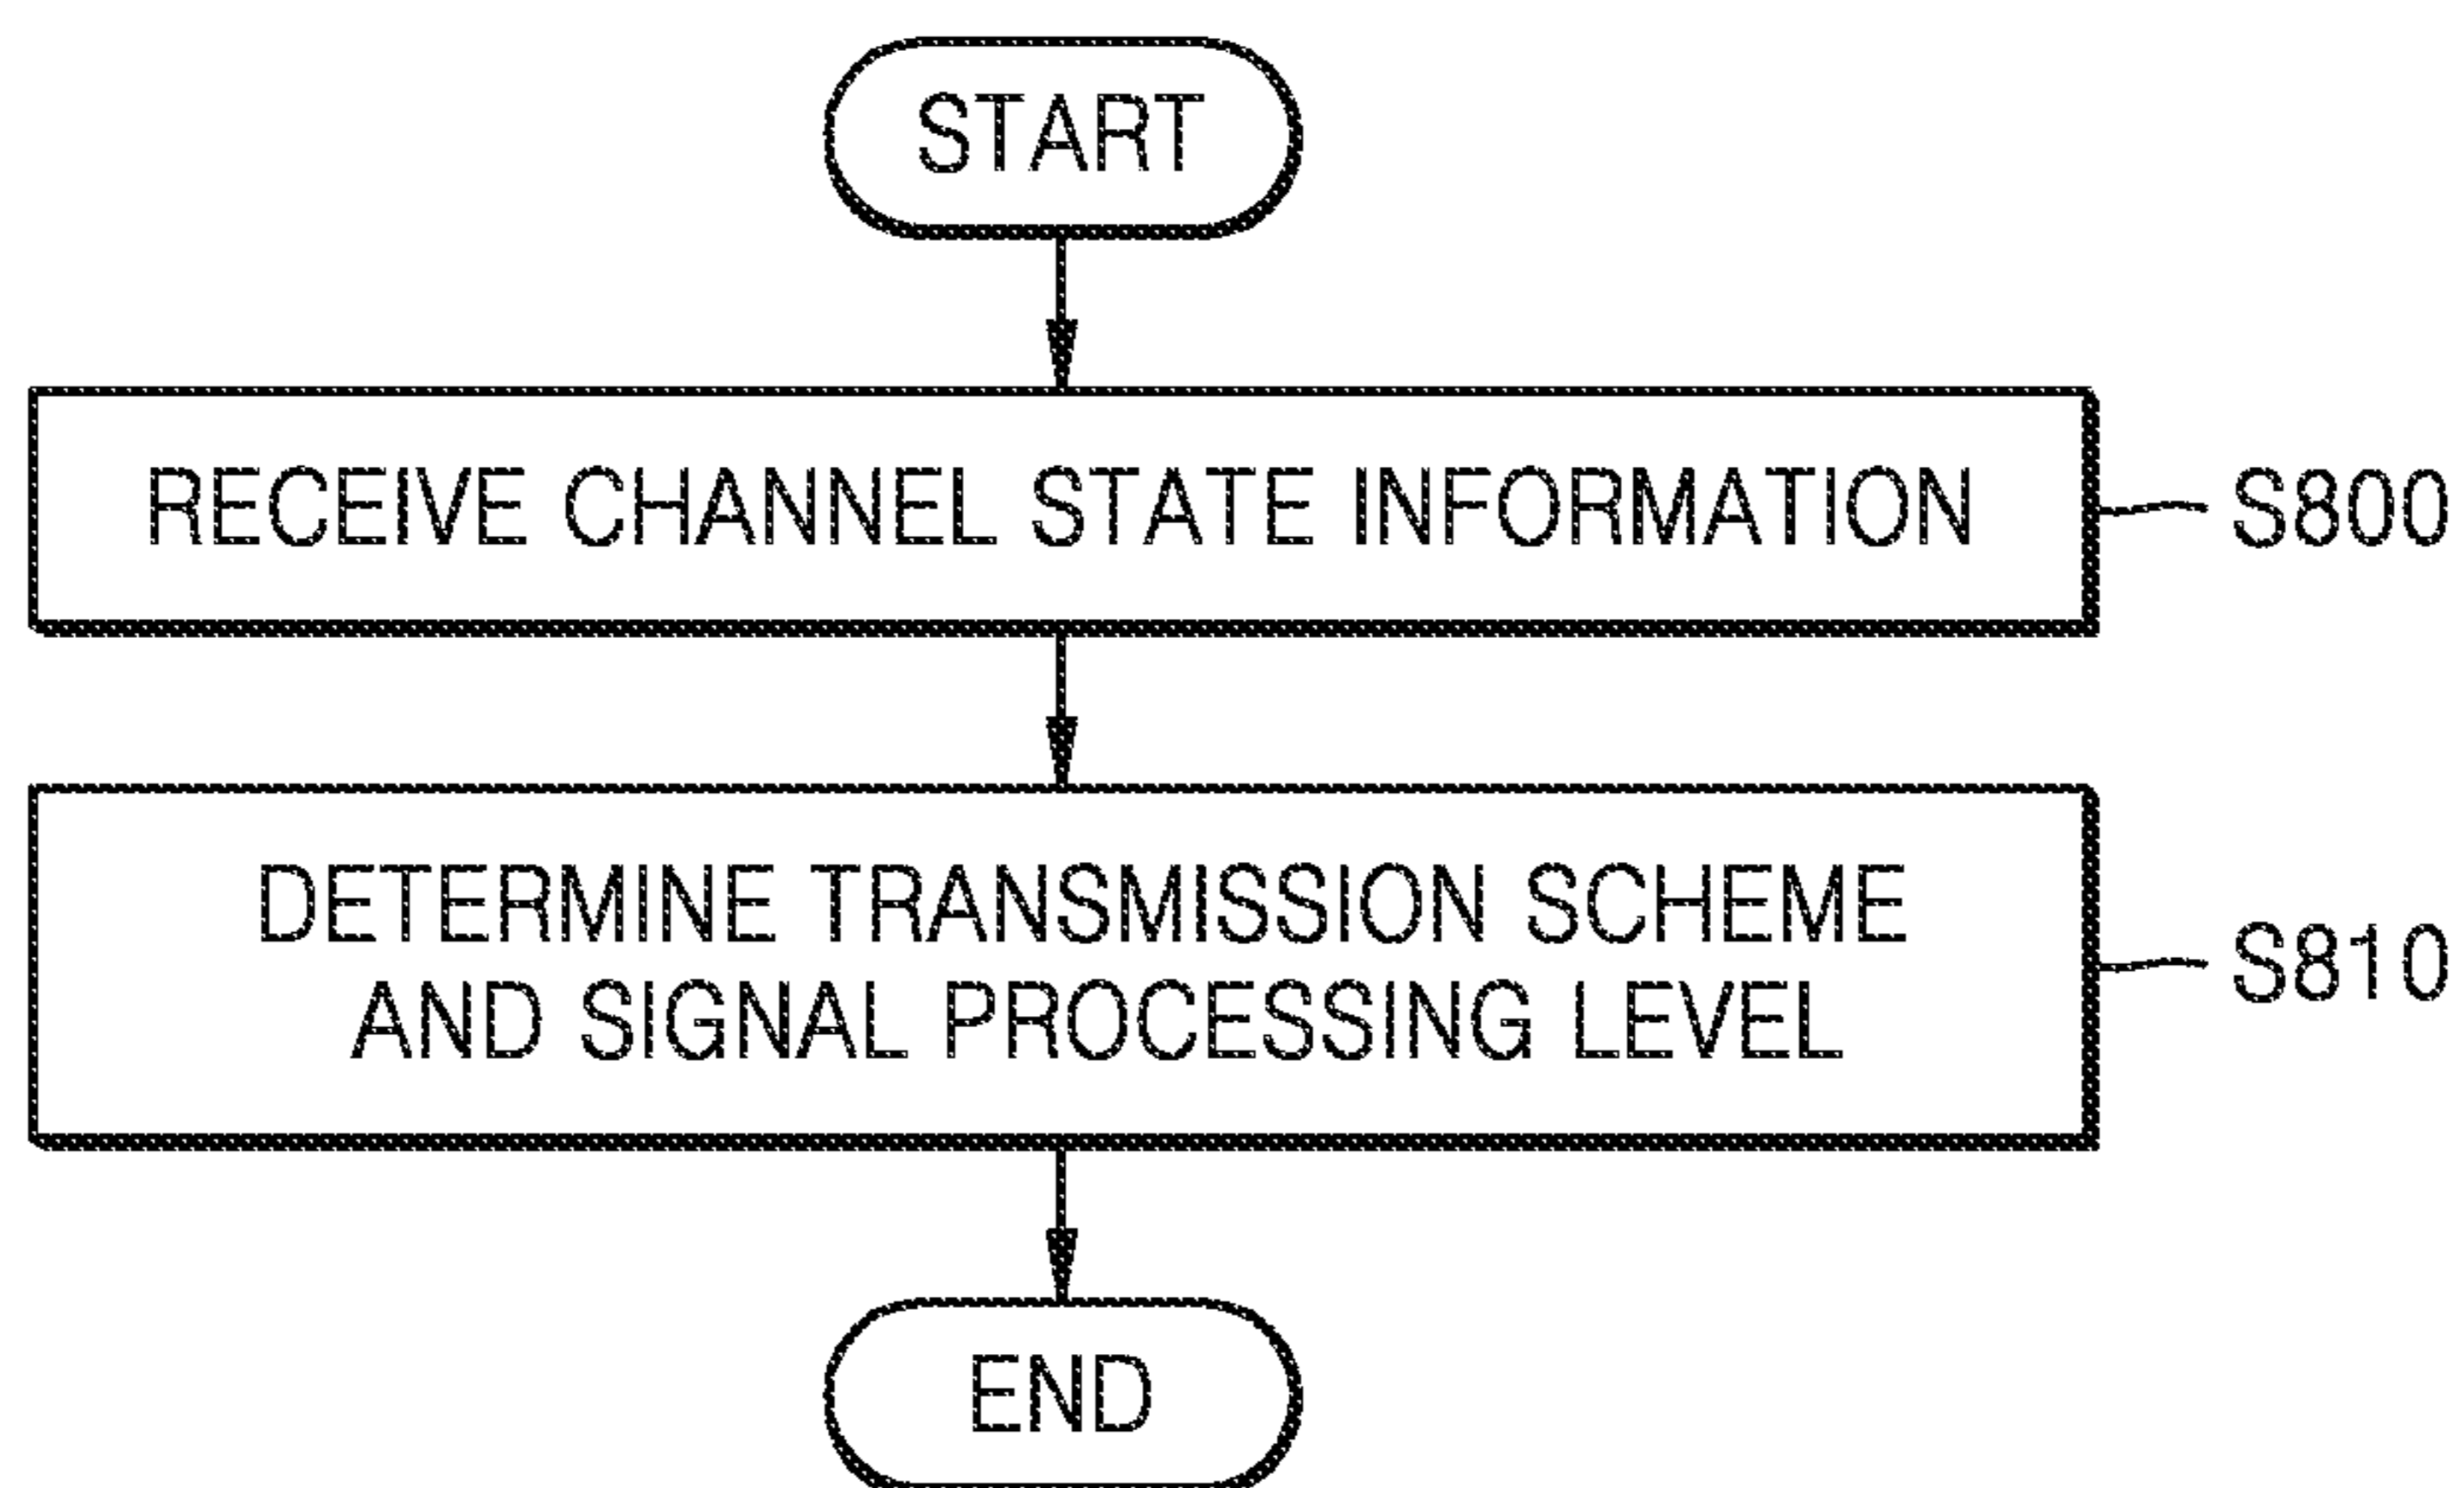 START
RECEIVE CHANNEL STATE INFORMATION
S800
DETERMINE TRANSMISSION SCHEME
AND SIGNAL PROCESSING LEVEL
S810
END